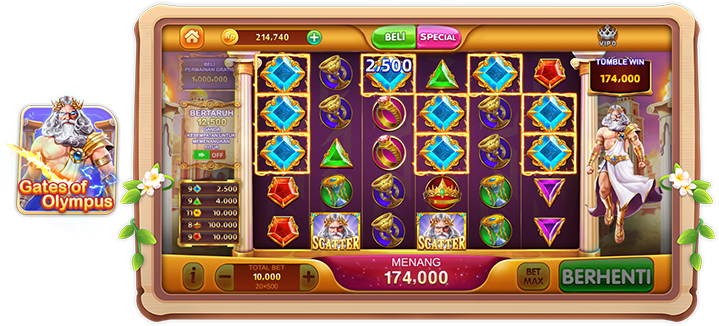 Gates of
Olympus
Rp
214.740
BELI
SPECIAL
VIP 0
BELI
PERMAINAN GRATIS
1.000.000
BERTARUH
12.500
GANDA
KESEMPATAN UNTUK
MEMENANGKAN
FITUR
OFF
9 2.500
9 4.000
11 10.000
8 100.000
9 10.000
2.500
TUMBLE WIN
174,000
SCATTER
SCATTER
i
TOTAL BET
10,000
20×500
MENANG
174,000
BET
MAX
BERHENTI